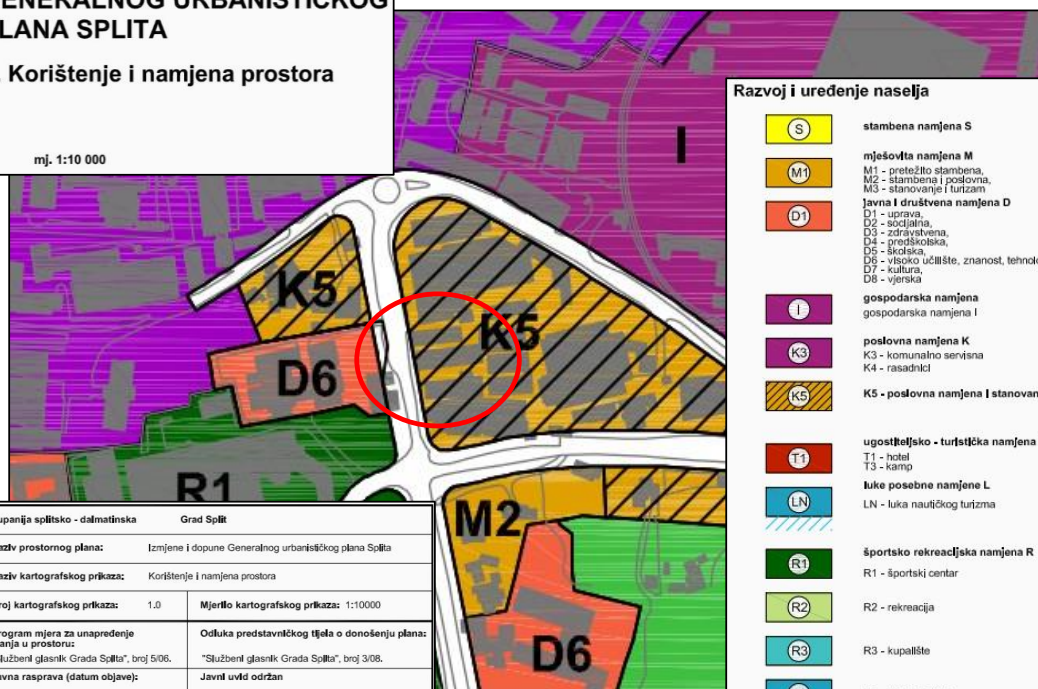 ENERALNOG URBANISTIČKOG
LANA SPLITA
Korištenje i namjena prostora
mj. 1:10 000
I
K5
K5
D6
R1
M2
D6
Razvoj i uređenje naselja
S
stambena namjena S
M1
mješovita namjena M
M1 - pretežito stambena,
M2 - stambena i poslovna,
M3 - stanovanje i turizam
D1
javna i društvena namjena D
D1 - uprava,
D2 - socijalna,
D3 - zdravstvena,
D4 - predškolska,
D5 - školska,
D6 - visoko učilište, znanost, tehnolo
D7 - kultura,
D8 - vjerska
I
gospodarska namjena
gospodarska namjena I
K3
poslovna namjena K
K3 - komunalno servisna
K4 - rasadnici
K5
K5 - poslovna namjena i stanovan
T1
ugostiteljsko - turistička namjena
T1 - hotel
T3 - kamp
LN
luke posebne namjene L
LN - luka nautičkog turizma
R1
športsko rekreacijska namjena R
R1 - športski centar
R2
R2 - rekreacija
R3
R3 - kupalište
upanija splitsko - dalmatinska Grad Split
aziv prostornog plana: Izmjene i dopune Generalnog urbanističkog plana Splita
aziv kartografskog prikaza: Korištenje i namjena prostora
roj kartografskog prikaza: 1.0 Mjerilo kartografskog prikaza: 1:10000
rogram mjera za unapređenje
anja u prostoru:
lužbeni glasnik Grada Splita", broj 5/06.
Odluka predstavničkog tijela o donošenju plana:
"Službeni glasnik Grada Splita", broj 3/08.
avna rasprava (datum objave): Javni uvid održan